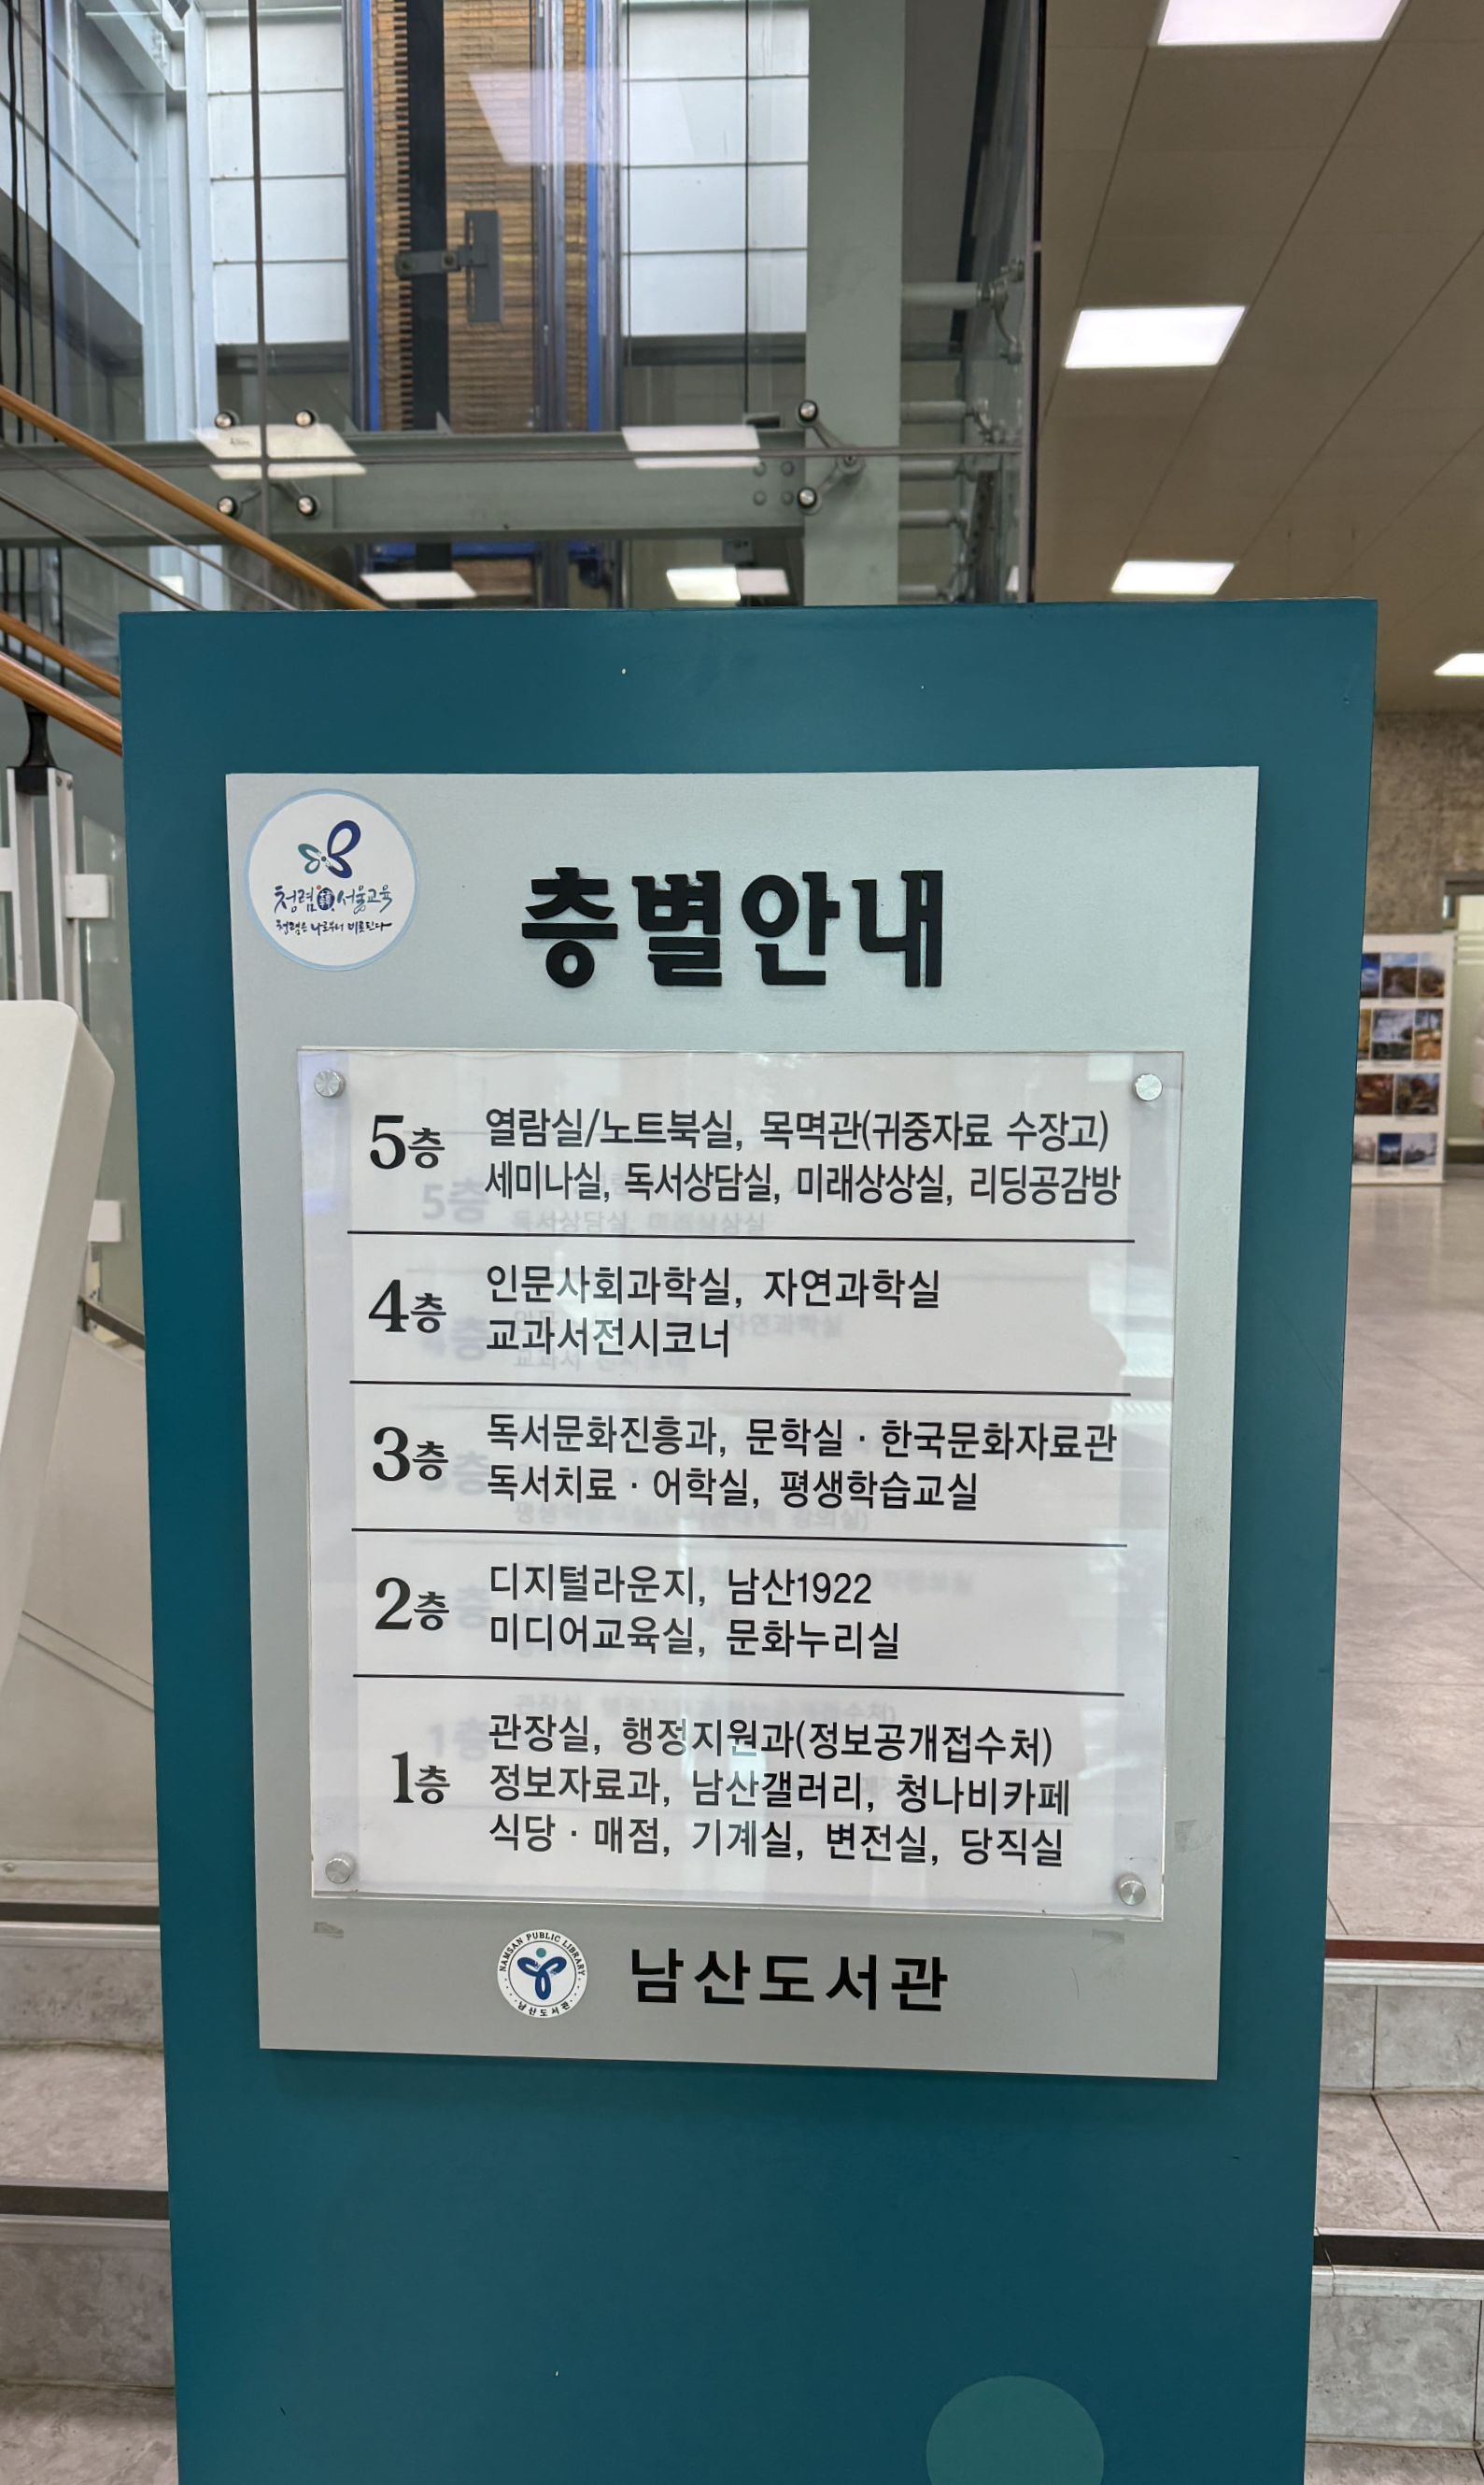 청렴 서울교육
청렴은 나로부터 비롯된다
층별안내
5층
열람실/노트북실, 목멱관(귀중자료 수장고)
세미나실, 독서상담실, 미래상상실, 리딩공감방
4층
인문사회과학실, 자연과학실
교과서전시코너
3층
독서문화진흥과, 문학실·한국문화자료관
독서치료·어학실, 평생학습교실
2층
디지털라운지, 남산1922
미디어교육실, 문화누리실
1층
관장실, 행정지원과(정보공개접수처)
정보자료과, 남산갤러리, 청나비카페
식당·매점, 기계실, 변전실, 당직실
NAMSAN PUBLIC LIBRARY
남산도서관
남산도서관